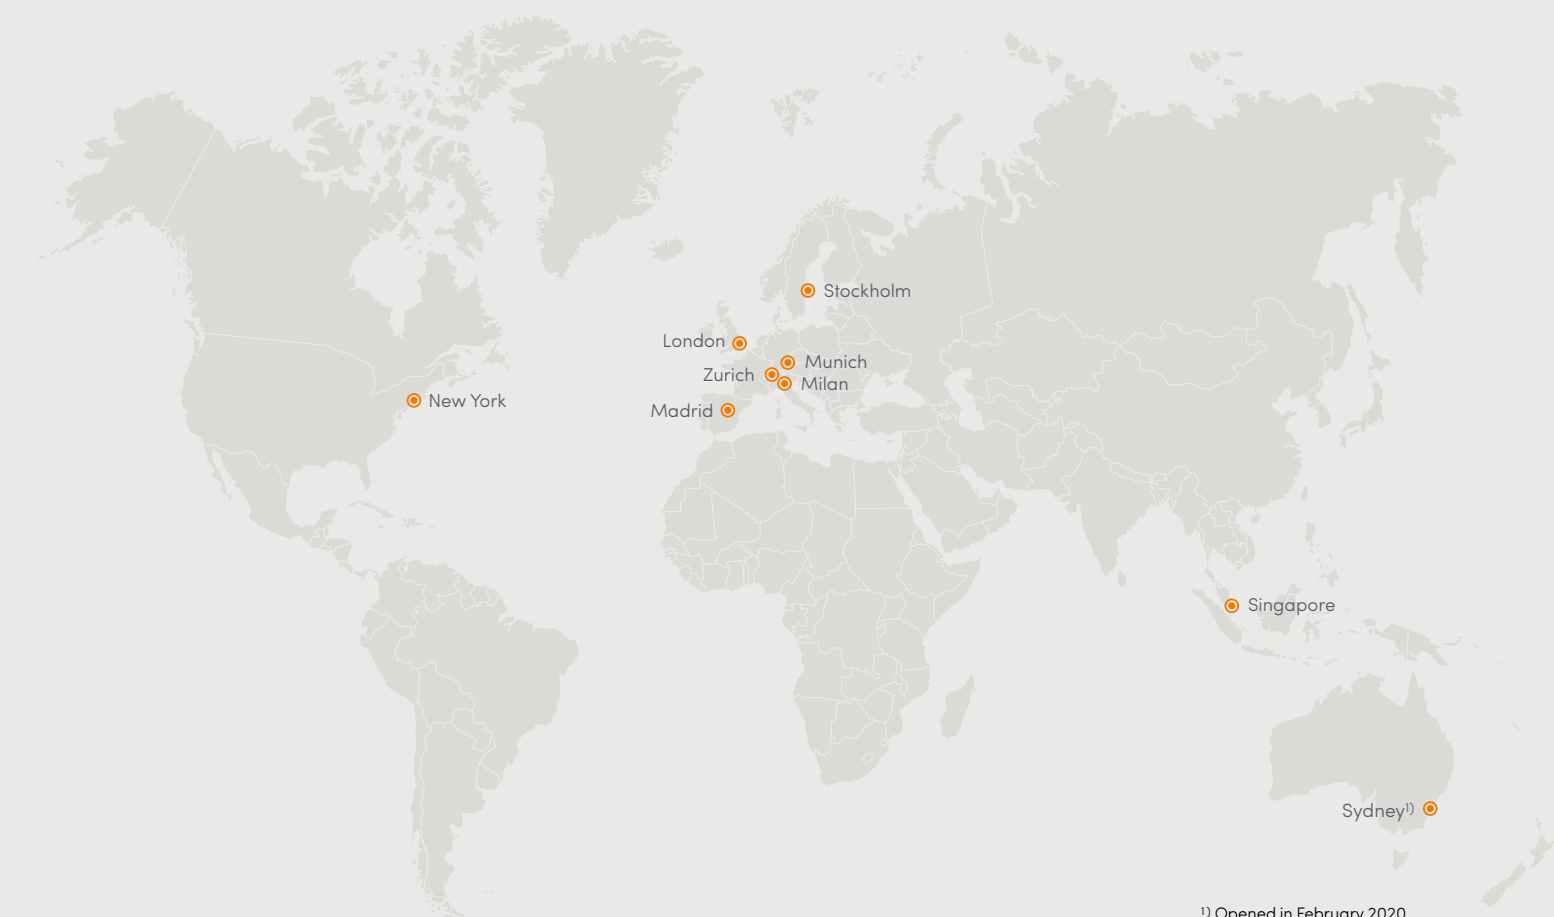 Stockholm
London
Munich
Zurich
Milan
New York
Madrid
Singapore
Sydney¹⁾
¹⁾ Opened in February 2020